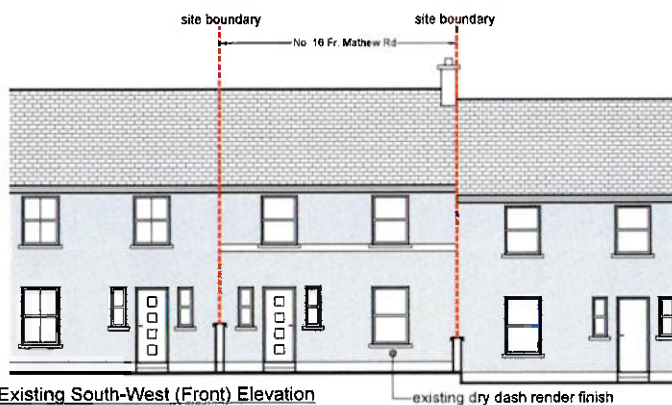 site boundary
site boundary
No. 16 Fr. Mathew Rd
Existing South-West (Front) Elevation
existing dry dash render finish